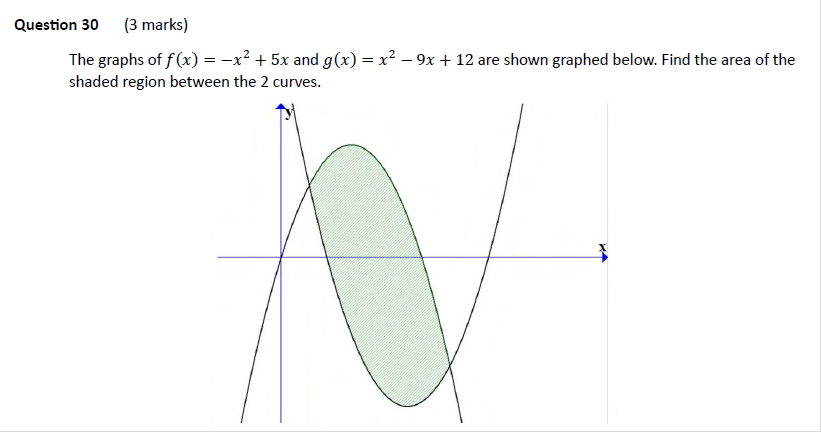 Question 30 (3 marks)
The graphs of f(x) = −x² + 5x and g(x) = x² − 9x + 12 are shown graphed below. Find the area of the
shaded region between the 2 curves.
y
x